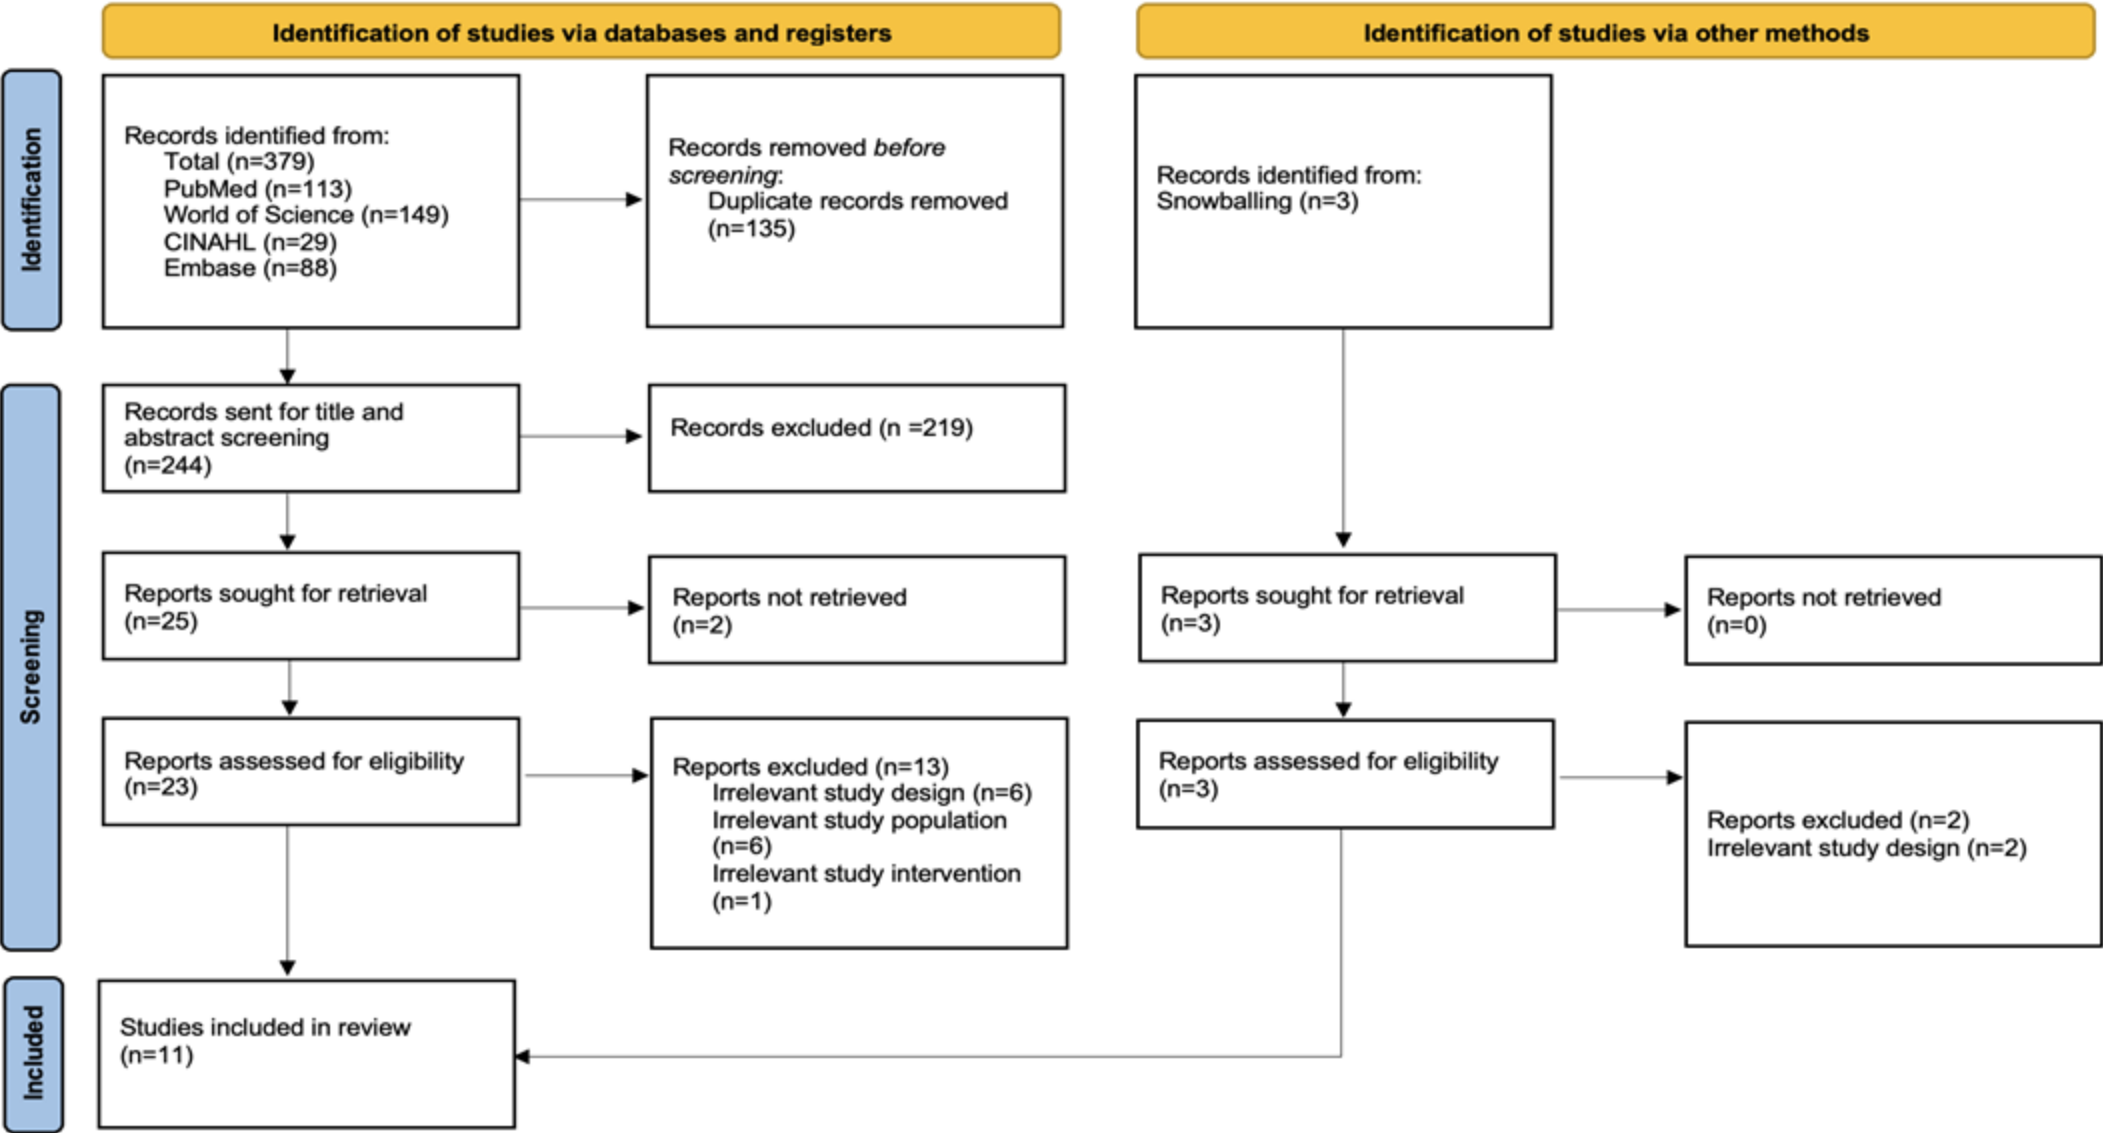 Identification of studies via databases and registers
Identification of studies via other methods
Identification
Records identified from:
Total (n=379)
PubMed (n=113)
World of Science (n=149)
CINAHL (n=29)
Embase (n=88)
Records removed before
screening:
Duplicate records removed
(n=135)
Records identified from:
Snowballing (n=3)
Screening
Records sent for title and
abstract screening
(n=244)
Records excluded (n =219)
Reports sought for retrieval
(n=25)
Reports not retrieved
(n=2)
Reports sought for retrieval
(n=3)
Reports not retrieved
(n=0)
Reports assessed for eligibility
(n=23)
Reports excluded (n=13)
Irrelevant study design (n=6)
Irrelevant study population
(n=6)
Irrelevant study intervention
(n=1)
Reports assessed for eligibility
(n=3)
Reports excluded (n=2)
Irrelevant study design (n=2)
Included
Studies included in review
(n=11)